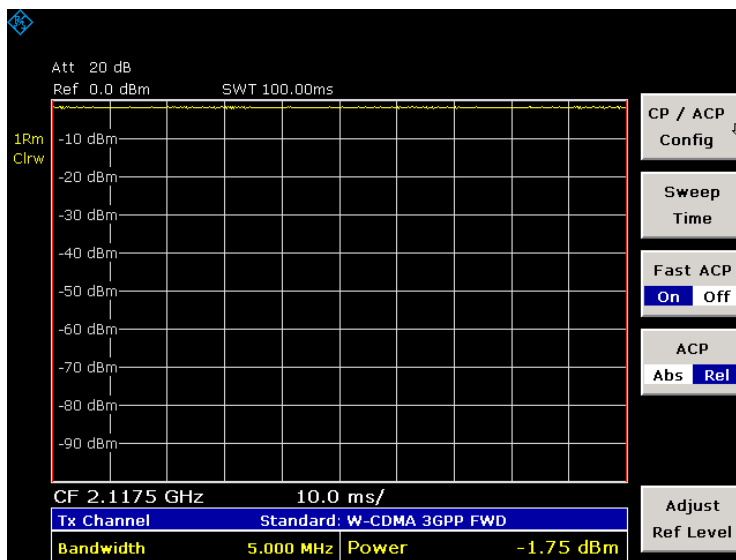 Att 20 dB
Ref 0.0 dBm SWT 100.00ms
1Rm
Clrw
-10 dBm
-20 dBm
-30 dBm
-40 dBm
-50 dBm
-60 dBm
-70 dBm
-80 dBm
-90 dBm
CF 2.1175 GHz 10.0 ms/
Tx Channel Standard: W-CDMA 3GPP FWD
Bandwidth 5.000 MHz Power -1.75 dBm
CP / ACP
Config
Sweep
Time
Fast ACP
On Off
ACP
Abs Rel
Adjust
Ref Level